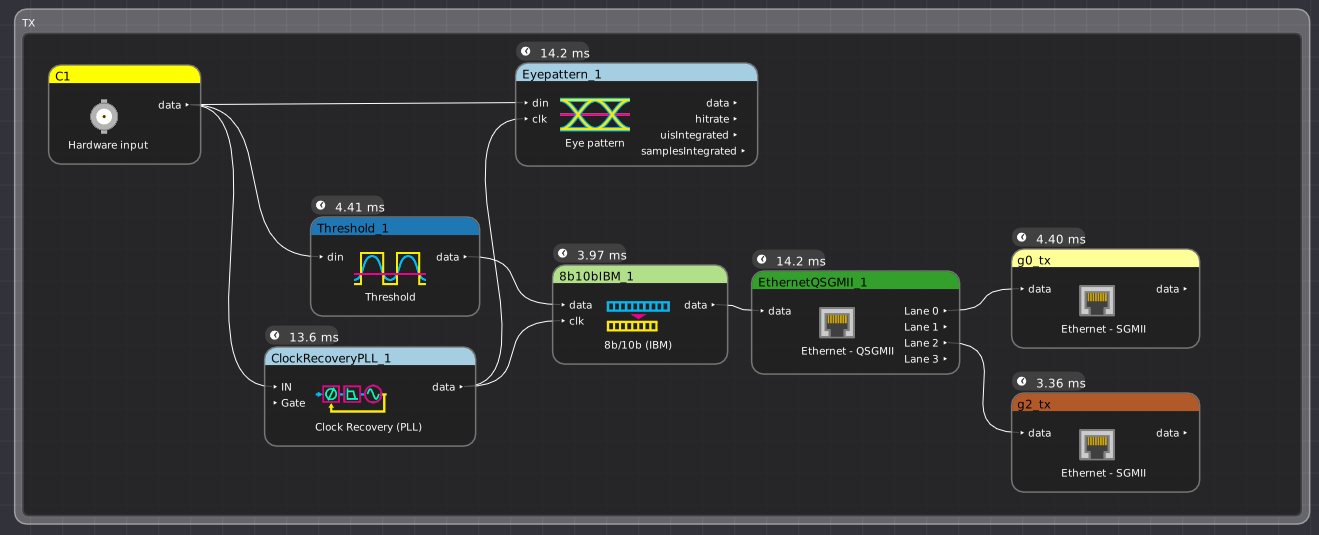 TX
C1
data
Hardware input
14.2 ms
Eyepattern_1
din
clk
Eye pattern
data
hitrate
uisIntegrated
samplesIntegrated
4.41 ms
Threshold_1
din
data
Threshold
13.6 ms
ClockRecoveryPLL_1
IN
Gate
data
Clock Recovery (PLL)
3.97 ms
8b10bIBM_1
data
clk
data
8b/10b (IBM)
14.2 ms
EthernetQSGMII_1
data
Ethernet - QSGMII
Lane 0
Lane 1
Lane 2
Lane 3
4.40 ms
g0_tx
data
data
Ethernet - SGMII
3.36 ms
g2_tx
data
data
Ethernet - SGMII